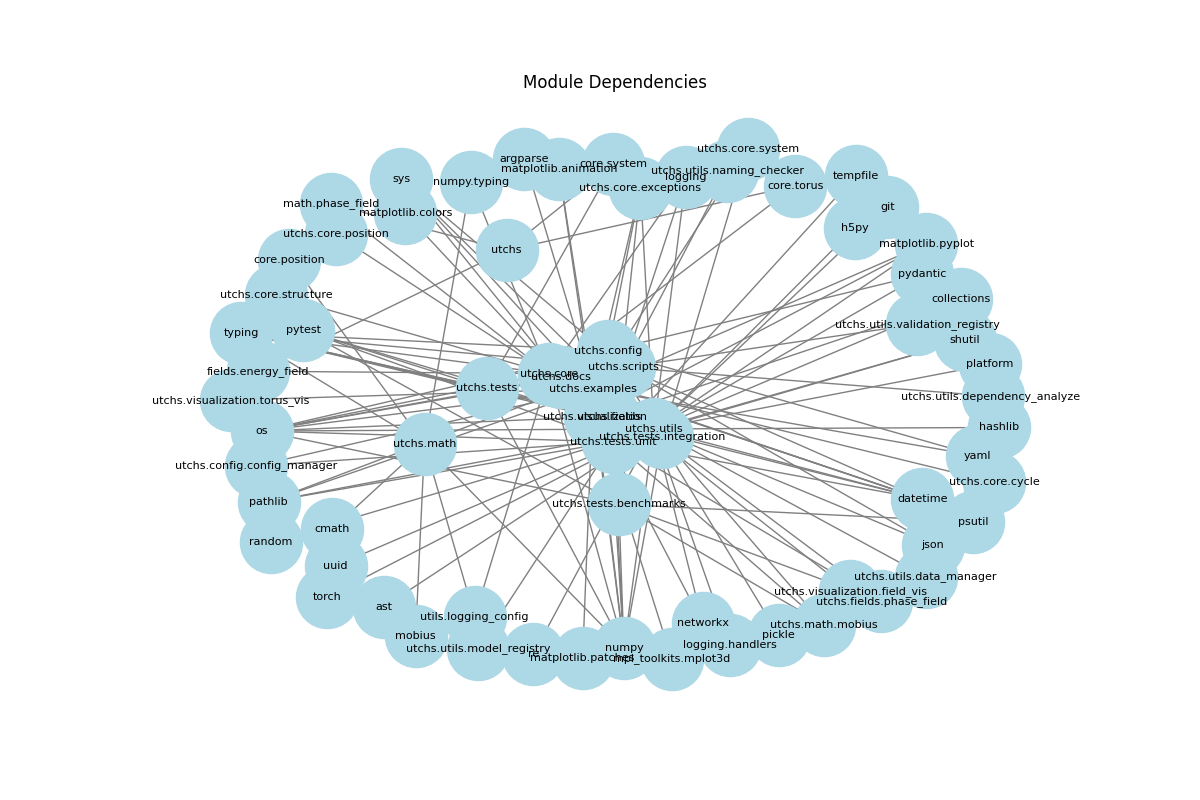 Module Dependencies
utchs.core.system
argparse
core.system
matplotlib.animation
utchs.utils.naming_checker
tempfile
logging
sys
numpy.typing
core.torus
utchs.core.exceptions
math.phase_field
git
matplotlib.colors
h5py
utchs.core.position
matplotlib.pyplot
utchs
core.position
pydantic
utchs.core.structure
collections
utchs.utils.validation_registry
pytest
typing
shutil
utchs.config
platform
utchs.scripts
fields.energy_field
utchs.core
utchs.docs
utchs.tests
utchs.examples
utchs.utils.dependency_analyze
utchs.visualization.torus_vis
utchs.visualization
utchs.fields
hashlib
utchs.utils
os
utchs.tests.integration
utchs.tests.unit
utchs.math
yaml
utchs.config.config_manager
utchs.core.cycle
datetime
pathlib
utchs.tests.benchmarks
psutil
cmath
random
json
uuid
utchs.utils.data_manager
utchs.visualization.field_vis
torch
utchs.fields.phase_field
ast
utils.logging_config
networkx
utchs.math.mobius
mobius
pickle
logging.handlers
numpy
utchs.utils.model_registry
re
matplotlib.patches
mpl_toolkits.mplot3d